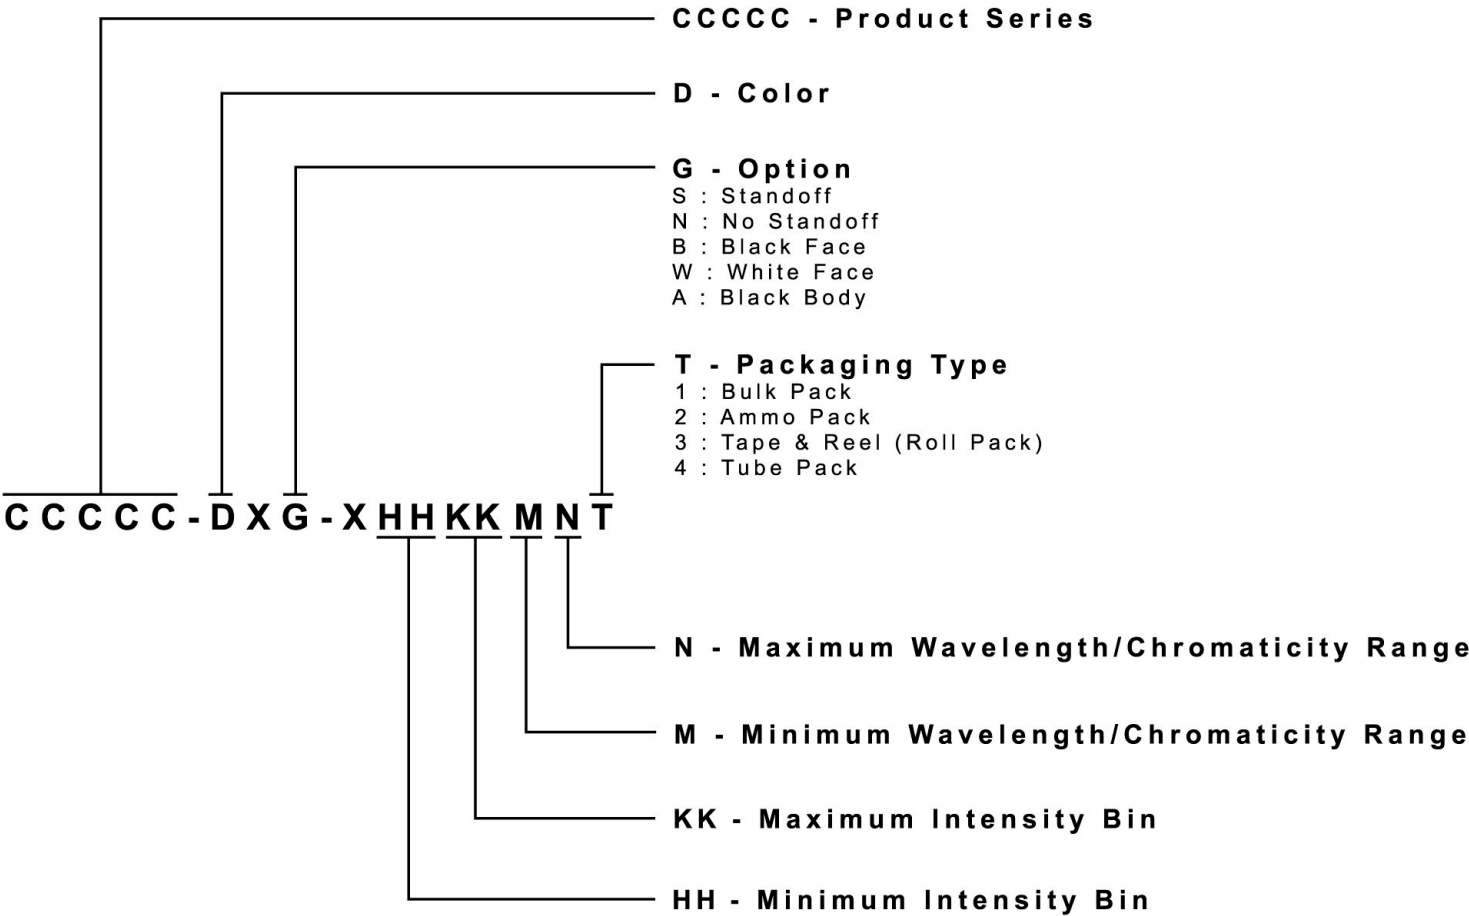 CCCCC - Product Series
D - Color
G - Option
S : Standoff
N : No Standoff
B : Black Face
W : White Face
A : Black Body
T - Packaging Type
1 : Bulk Pack
2 : Ammo Pack
3 : Tape & Reel (Roll Pack)
4 : Tube Pack
CCCCC-DXG-XHHKKMNT
N - Maximum Wavelength/Chromaticity Range
M - Minimum Wavelength/Chromaticity Range
KK - Maximum Intensity Bin
HH - Minimum Intensity Bin